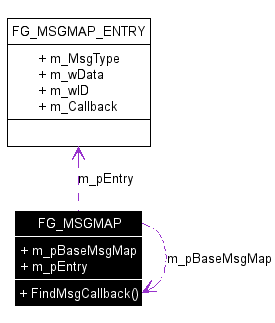 FG_MSGMAP_ENTRY
+ m_MsgType
+ m_wData
+ m_wID
+ m_Callback
m_pEntry
FG_MSGMAP
+ m_pBaseMsgMap
+ m_pEntry
m_pBaseMsgMap
+ FindMsgCallback()